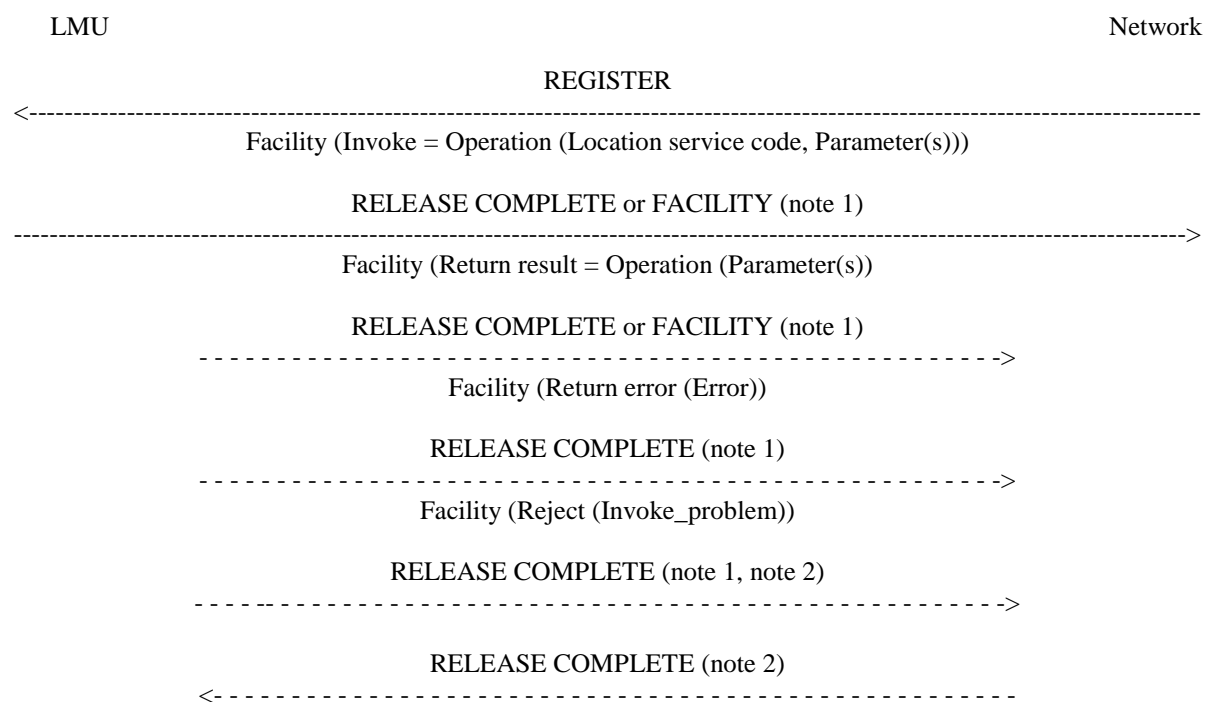 LMU Network
REGISTER
<------------------------------------------------------------------------------------------------------------------------------------
Facility (Invoke = Operation (Location service code, Parameter(s)))
RELEASE COMPLETE or FACILITY (note 1)
------------------------------------------------------------------------------------------------------------------------------------>
Facility (Return result = Operation (Parameter(s))
RELEASE COMPLETE or FACILITY (note 1)
- - - - - - - - - - - - - - - - - - - - - - - - - - - - - - - - - - - - - - - - - - - - - - - - - - - ->
Facility (Return error (Error))
RELEASE COMPLETE (note 1)
- - - - - - - - - - - - - - - - - - - - - - - - - - - - - - - - - - - - - - - - - - - - - - - - - - - ->
Facility (Reject (Invoke_problem))
RELEASE COMPLETE (note 1, note 2)
- - - - -- - - - - - - - - - - - - - - - - - - - - - - - - - - - - - - - - - - - - - - - - - - - - - - ->
RELEASE COMPLETE (note 2)
<- - - - - - - - - - - - - - - - - - - - - - - - - - - - - - - - - - - - - - - - - - - - - - - - - - - -